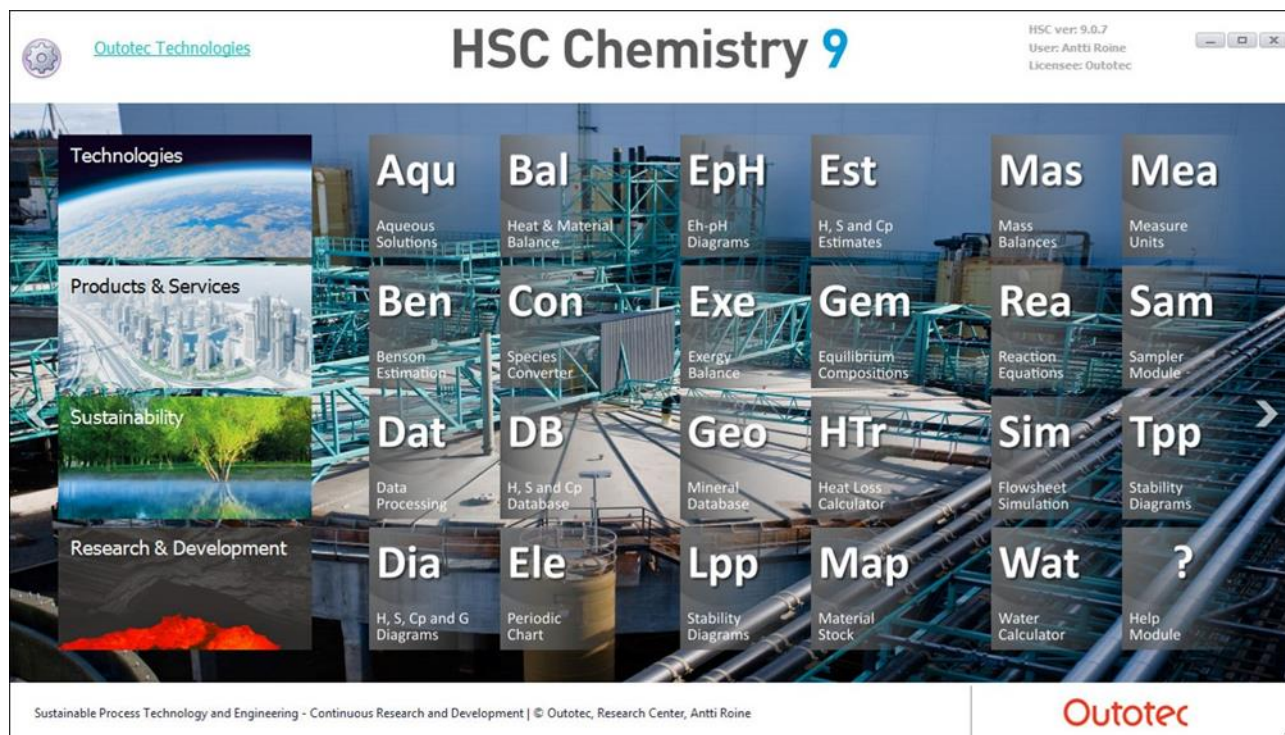 Outotec Technologies
HSC Chemistry 9
HSC ver: 9.0.7
User: Antti Roine
Licensee: Outotec
Technologies
Products & Services
Sustainability
Research & Development
Aqu
Aqueous
Solutions
Bal
Heat & Material
Balance
EpH
Eh-pH
Diagrams
Est
H, S and Cp
Estimates
Mas
Mass
Balances
Mea
Measure
Units
Ben
Benson
Estimation
Con
Species
Converter
Exe
Exergy
Balance
Gem
Equilibrium
Compositions
Rea
Reaction
Equations
Sam
Sampler
Module
Dat
Data
Processing
DB
H, S and Cp
Database
Geo
Mineral
Database
HTr
Heat Loss
Calculator
Sim
Flowsheet
Simulation
Tpp
Stability
Diagrams
Dia
H, S, Cp and G
Diagrams
Ele
Periodic
Chart
Lpp
Stability
Diagrams
Map
Material
Stock
Wat
Water
Calculator
?
Help
Module
Sustainable Process Technology and Engineering - Continuous Research and Development | © Outotec, Research Center, Antti Roine
Outotec